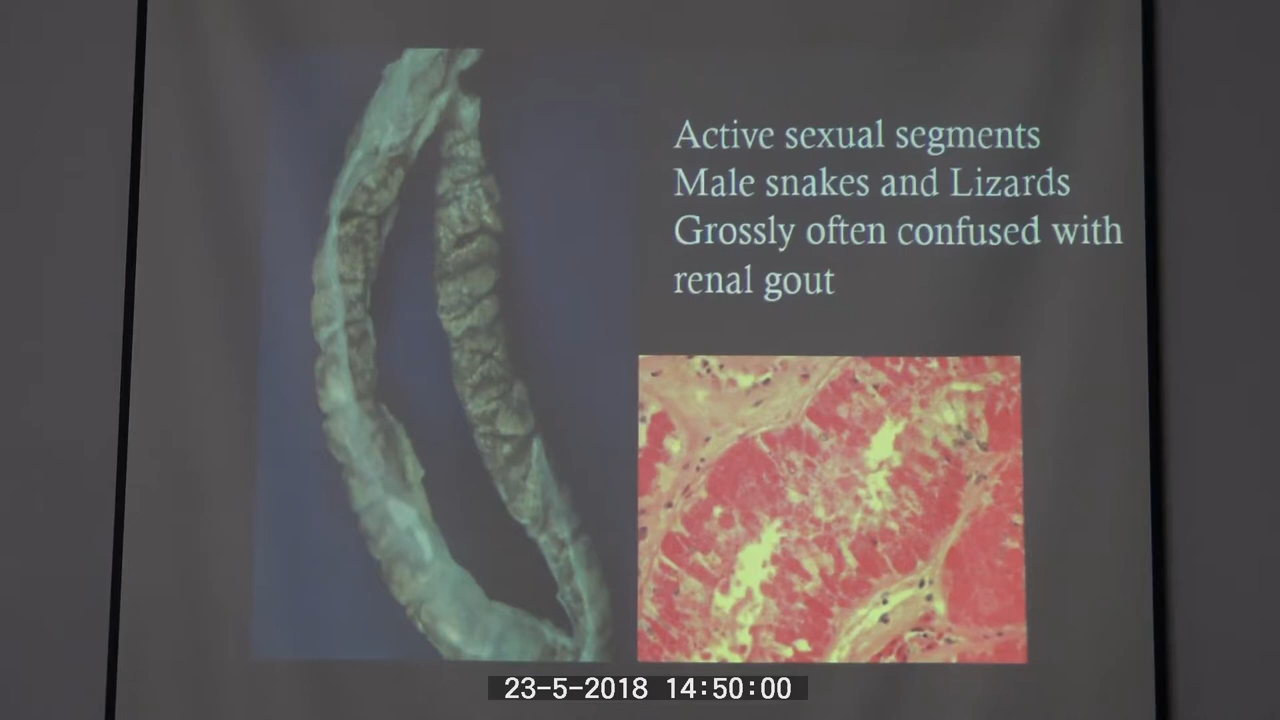 Active sexual segments
Male snakes and Lizards
Grossly often confused with
renal gout
23-5-2018 14:50:00